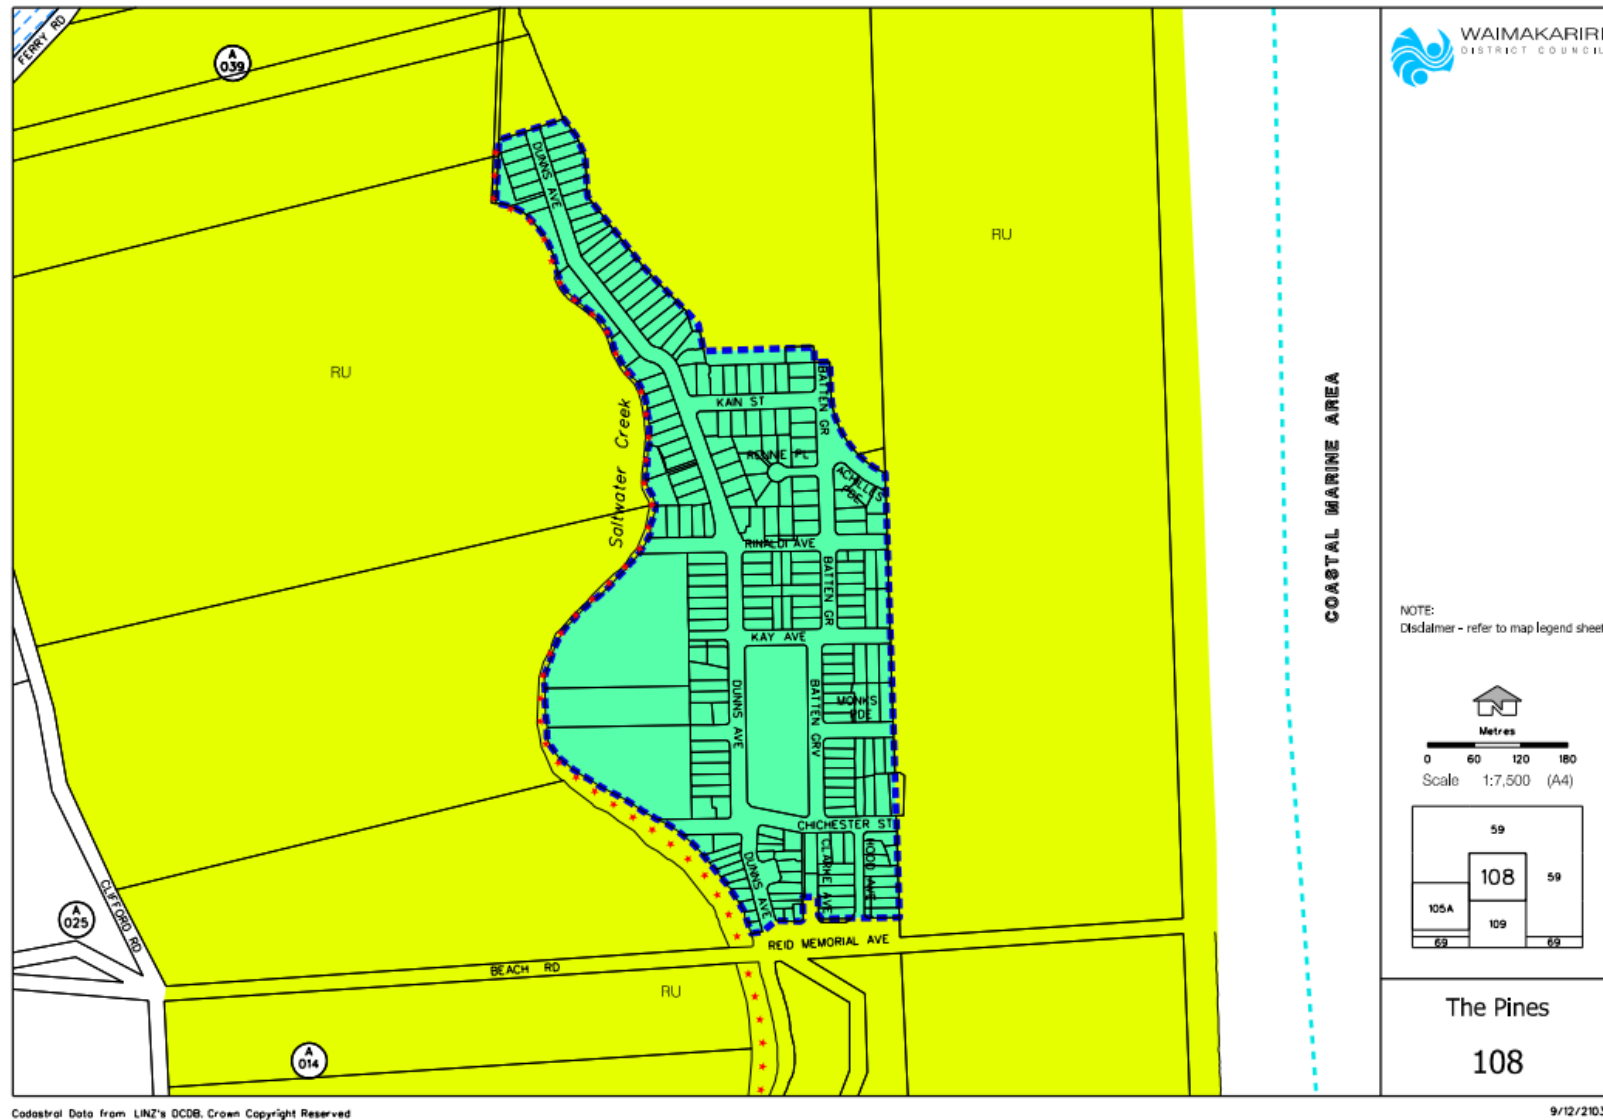 FERRY RD
A
039
WAIMAKARIRI
DISTRICT COUNCIL
DUNNS AVE
RU
RU
KAIN ST
BATTEN GR
Saltwater Creek
RENNIE PL
ACHILLES
PDE
COASTAL MARINE AREA
RINALDI AVE
BATTEN GR
KAY AVE
NOTE:
Disclaimer - refer to map legend sheet
DUNNS AVE
BATTEN GRV
MONKS
PDE
Metres
0 60 120 180
Scale 1:7,500 (A4)
CHICHESTER ST
59
108
59
105A
109
69
69
DUNNS AVE
CLARKE AVE
HOOD AVE
CLIFFORD RD
A
025
REID MEMORIAL AVE
BEACH RD
RU
A
014
The Pines
108
Cadastral Data from LINZ's DCDB. Crown Copyright Reserved
9/12/2103